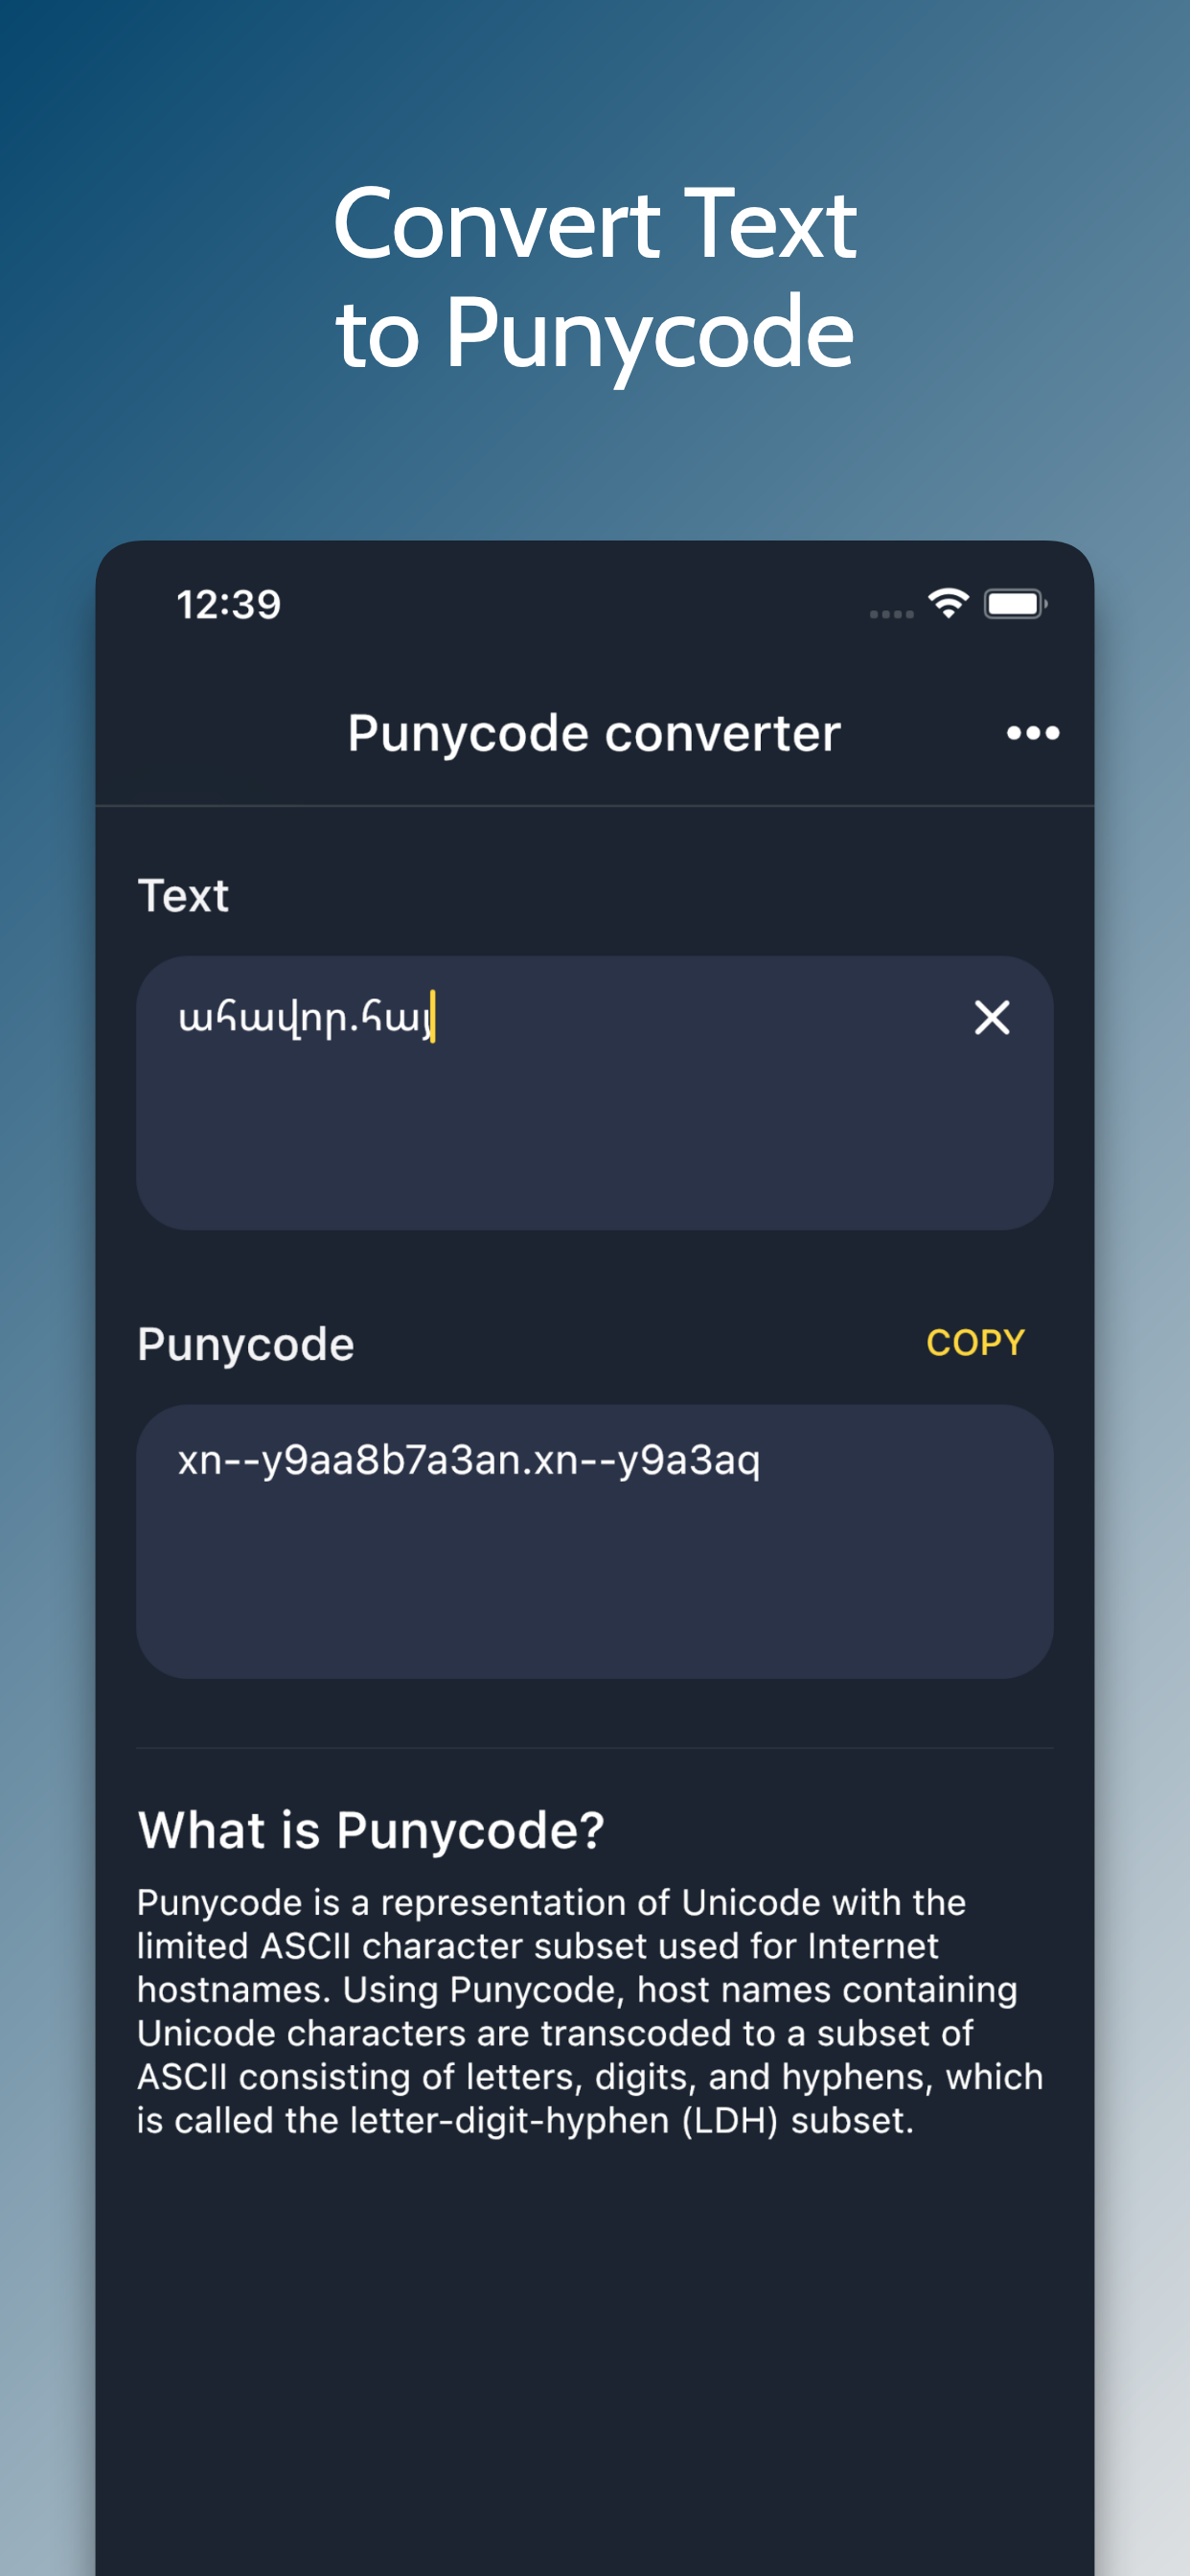 Convert Text
to Punycode
12:39
Punycode converter
Text
ահավոր.հայ
Punycode
COPY
xn--y9aa8b7a3an.xn--y9a3aq
What is Punycode?
Punycode is a representation of Unicode with the
limited ASCII character subset used for Internet
hostnames. Using Punycode, host names containing
Unicode characters are transcoded to a subset of
ASCII consisting of letters, digits, and hyphens, which
is called the letter-digit-hyphen (LDH) subset.